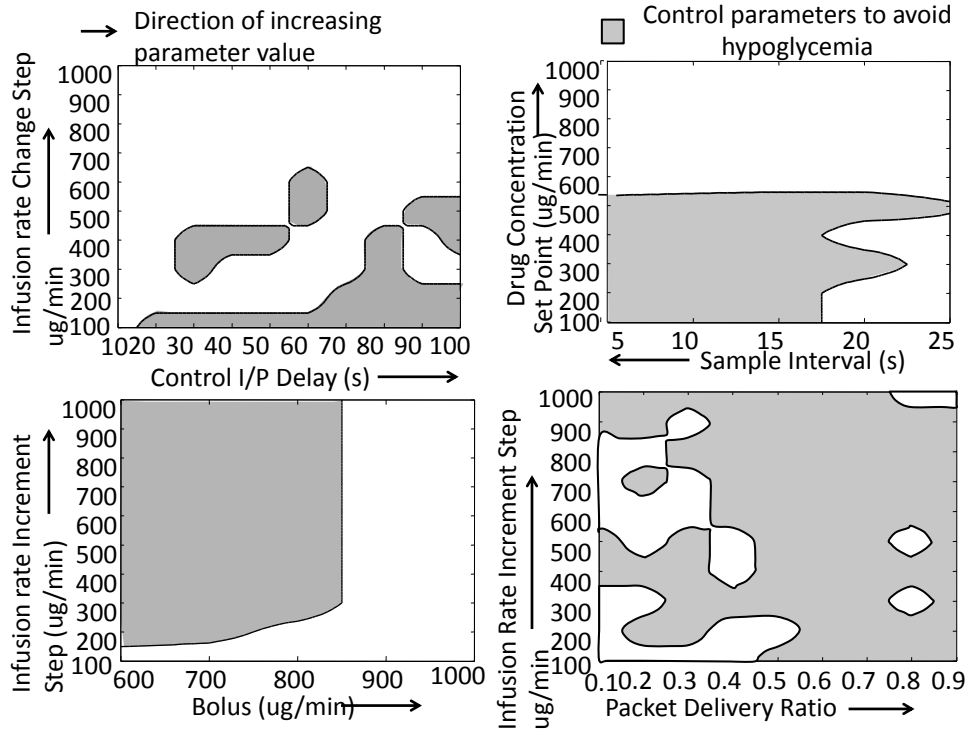 Direction of increasing
parameter value
Control parameters to avoid
hypoglycemia
Infusion rate Change Step
ug/min
1000
900
800
700
600
500
400
300
200
100
10 20 30 40 50 60 70 80 90 100
Control I/P Delay (s)
Drug Concentration
Set Point (ug/min)
1000
900
800
700
600
500
400
300
200
100
5 10 15 20 25
Sample Interval (s)
Infusion rate Increment
Step (ug/min)
1000
900
800
700
600
500
400
300
200
100
600 700 800 900 1000
Bolus (ug/min)
Infusion Rate Increment Step
ug/min
1000
900
800
700
600
500
400
300
200
100
0.1 0.2 0.3 0.4 0.5 0.6 0.7 0.8 0.9
Packet Delivery Ratio